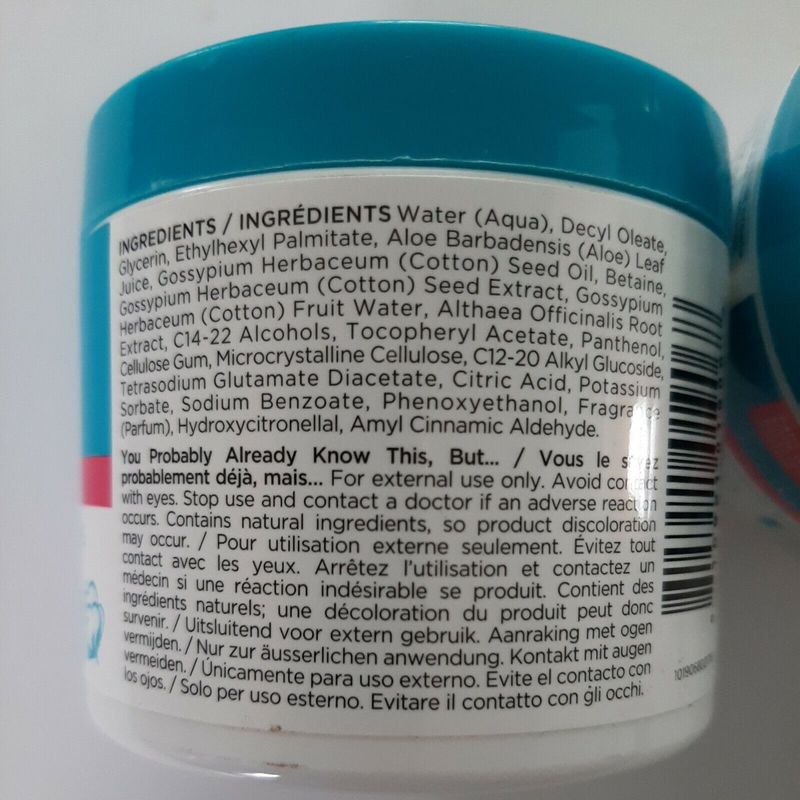 INGREDIENTS / INGRÉDIENTS Water (Aqua), Decyl Oleate,
Glycerin, Ethylhexyl Palmitate, Aloe Barbadensis (Aloe) Leaf
Juice, Gossypium Herbaceum (Cotton) Seed Oil, Betaine,
Gossypium Herbaceum (Cotton) Seed Extract, Gossypium
Herbaceum (Cotton) Fruit Water, Althaea Officinalis Root
Extract, C14-22 Alcohols, Tocopheryl Acetate, Panthenol,
Cellulose Gum, Microcrystalline Cellulose, C12-20 Alkyl Glucoside,
Tetrasodium Glutamate Diacetate, Citric Acid, Potassium
Sorbate, Sodium Benzoate, Phenoxyethanol, Fragrance
(Parfum), Hydroxycitronellal, Amyl Cinnamic Aldehyde.
You Probably Already Know This, But... / Vous le savez
probablement déjà, mais... For external use only. Avoid contact
with eyes. Stop use and contact a doctor if an adverse reaction
occurs. Contains natural ingredients, so product discoloration
may occur. / Pour utilisation externe seulement. Évitez tout
contact avec les yeux. Arrêtez l'utilisation et contactez un
médecin si une réaction indésirable se produit. Contient des
ingrédients naturels; une décoloration du produit peut donc
survenir. / Uitsluitend voor extern gebruik. Aanraking met ogen
vermijden. / Nur zur äusserlichen anwendung. Kontakt mit augen
vermeiden. / Únicamente para uso externo. Evite el contacto con
los ojos. / Solo per uso esterno. Evitare il contatto con gli occhi.